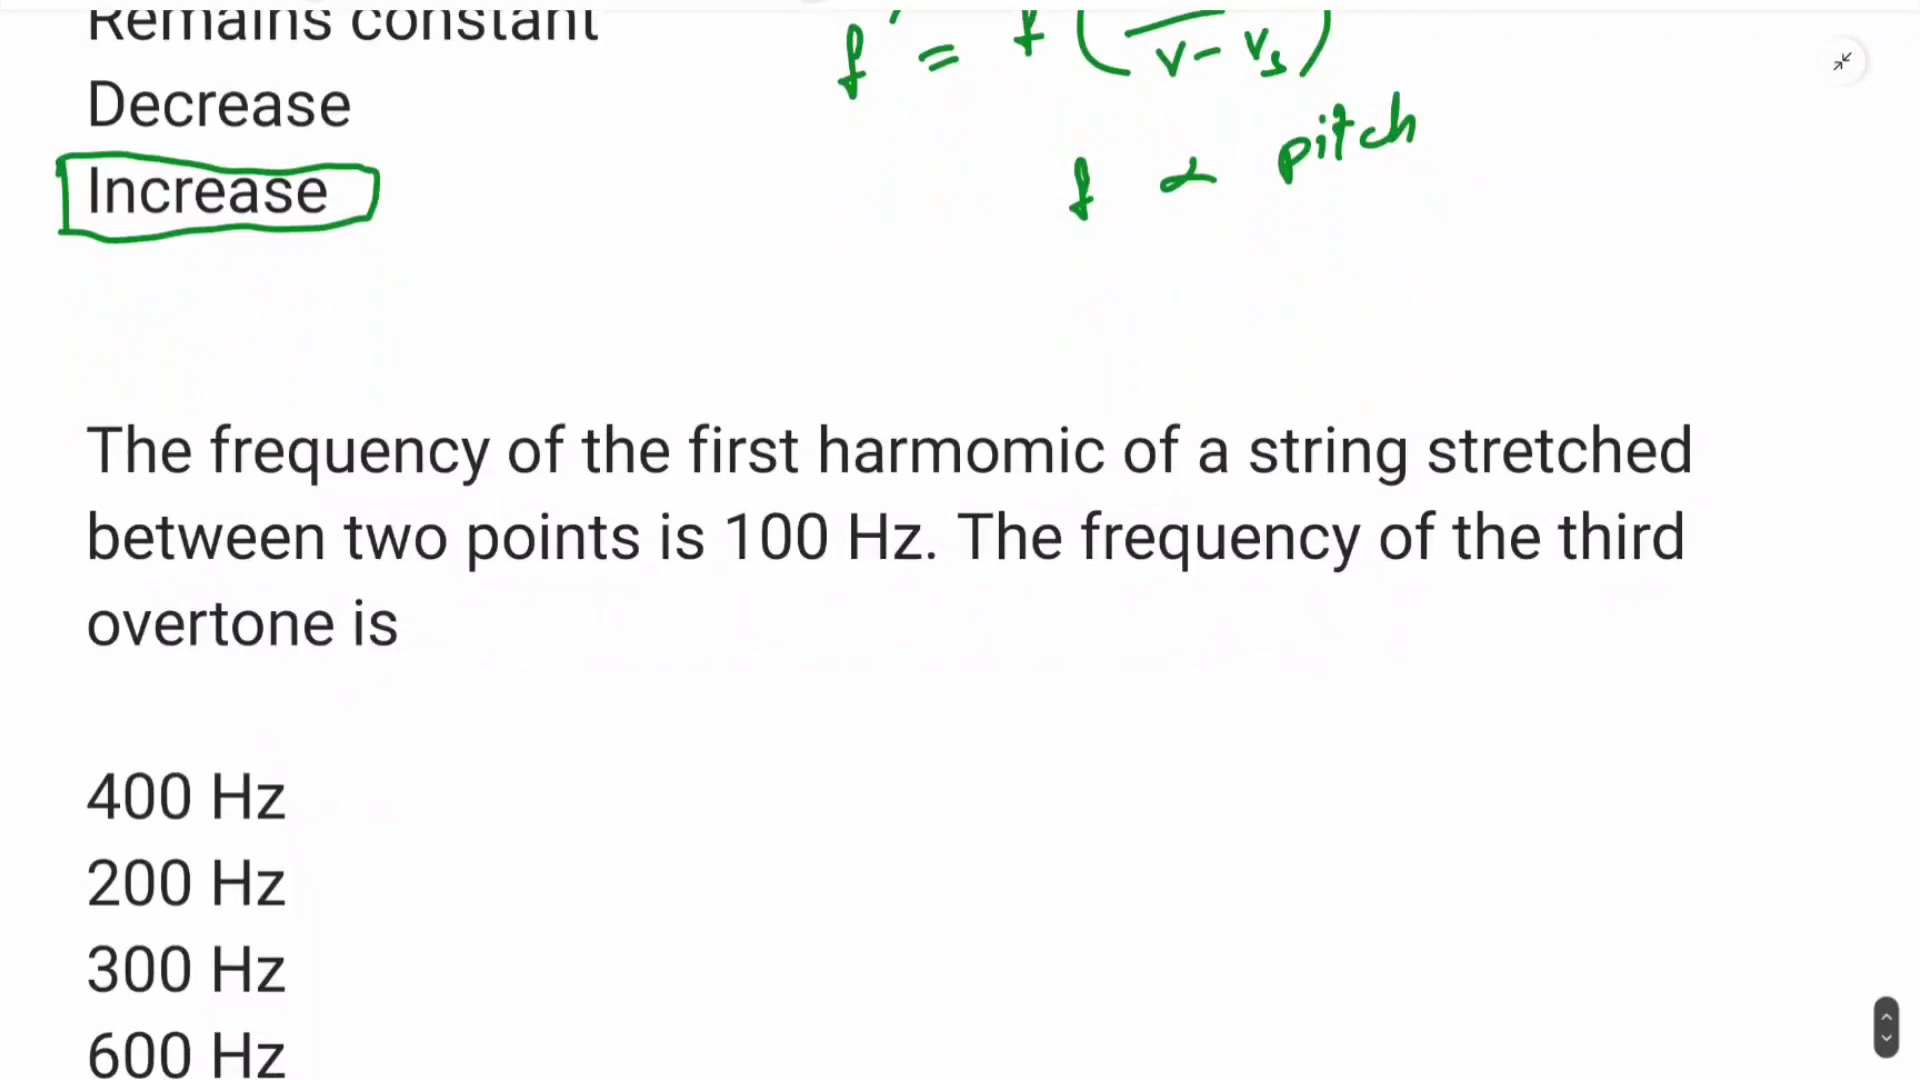 Remains constant
f' = f ( / v - vs )
Decrease
f ∝ pitch
Increase
The frequency of the first harmomic of a string stretched
between two points is 100 Hz. The frequency of the third
overtone is
400 Hz
200 Hz
300 Hz
600 Hz